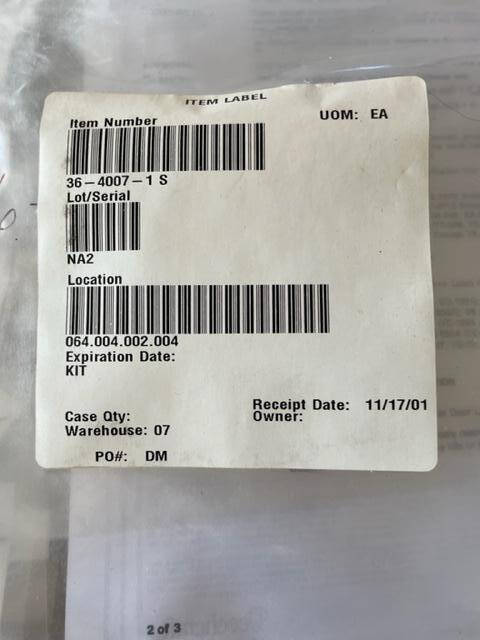 ITEM LABEL
Item Number
UOM: EA
36-4007-1 S
Lot/Serial
NA2
Location
064.004.002.004
Expiration Date:
KIT
Receipt Date: 11/17/01
Case Qty:
Owner:
Warehouse: 07
PO#: DM
2 of 3